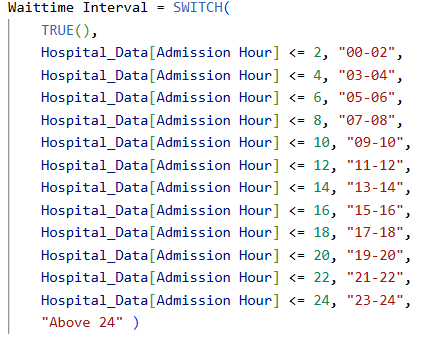 Waittime Interval = SWITCH(
TRUE(),
Hospital_Data[Admission Hour] <= 2, "00-02",
Hospital_Data[Admission Hour] <= 4, "03-04",
Hospital_Data[Admission Hour] <= 6, "05-06",
Hospital_Data[Admission Hour] <= 8, "07-08",
Hospital_Data[Admission Hour] <= 10, "09-10",
Hospital_Data[Admission Hour] <= 12, "11-12",
Hospital_Data[Admission Hour] <= 14, "13-14",
Hospital_Data[Admission Hour] <= 16, "15-16",
Hospital_Data[Admission Hour] <= 18, "17-18",
Hospital_Data[Admission Hour] <= 20, "19-20",
Hospital_Data[Admission Hour] <= 22, "21-22",
Hospital_Data[Admission Hour] <= 24, "23-24",
"Above 24" )